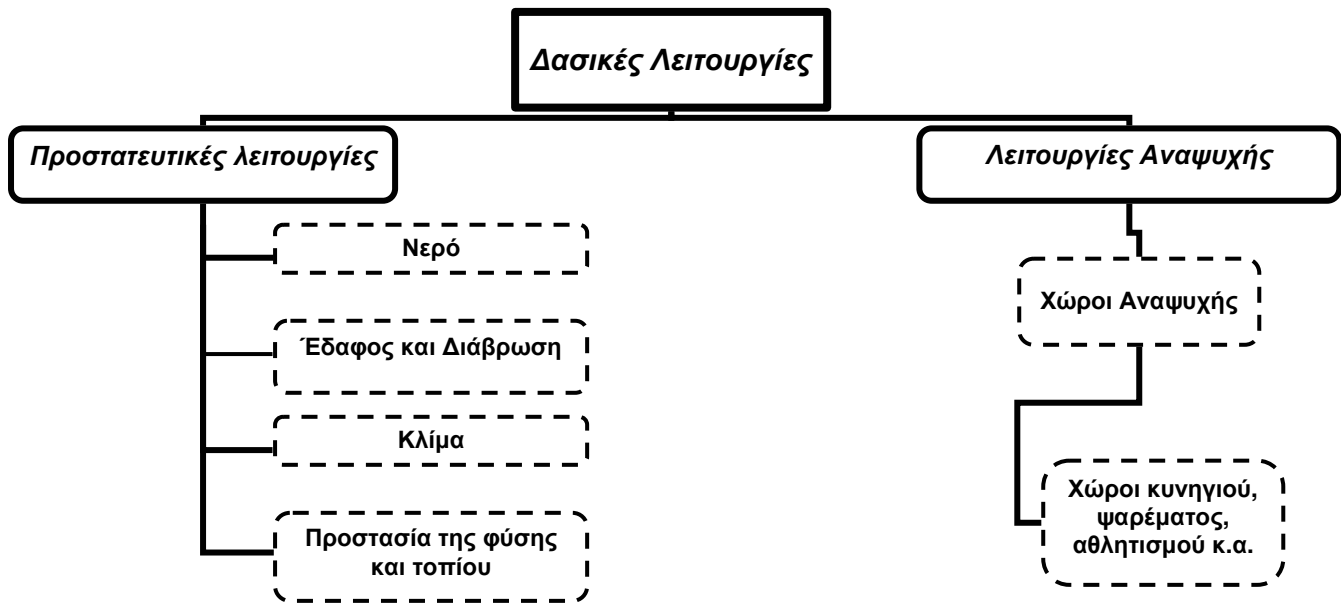 Δασικές Λειτουργίες
Προστατευτικές λειτουργίες
Λειτουργίες Αναψυχής
Νερό
Έδαφος και Διάβρωση
Κλίμα
Προστασία της φύσης
και τοπίου
Χώροι Αναψυχής
Χώροι κυνηγιού,
ψαρέματος,
αθλητισμού κ.α.